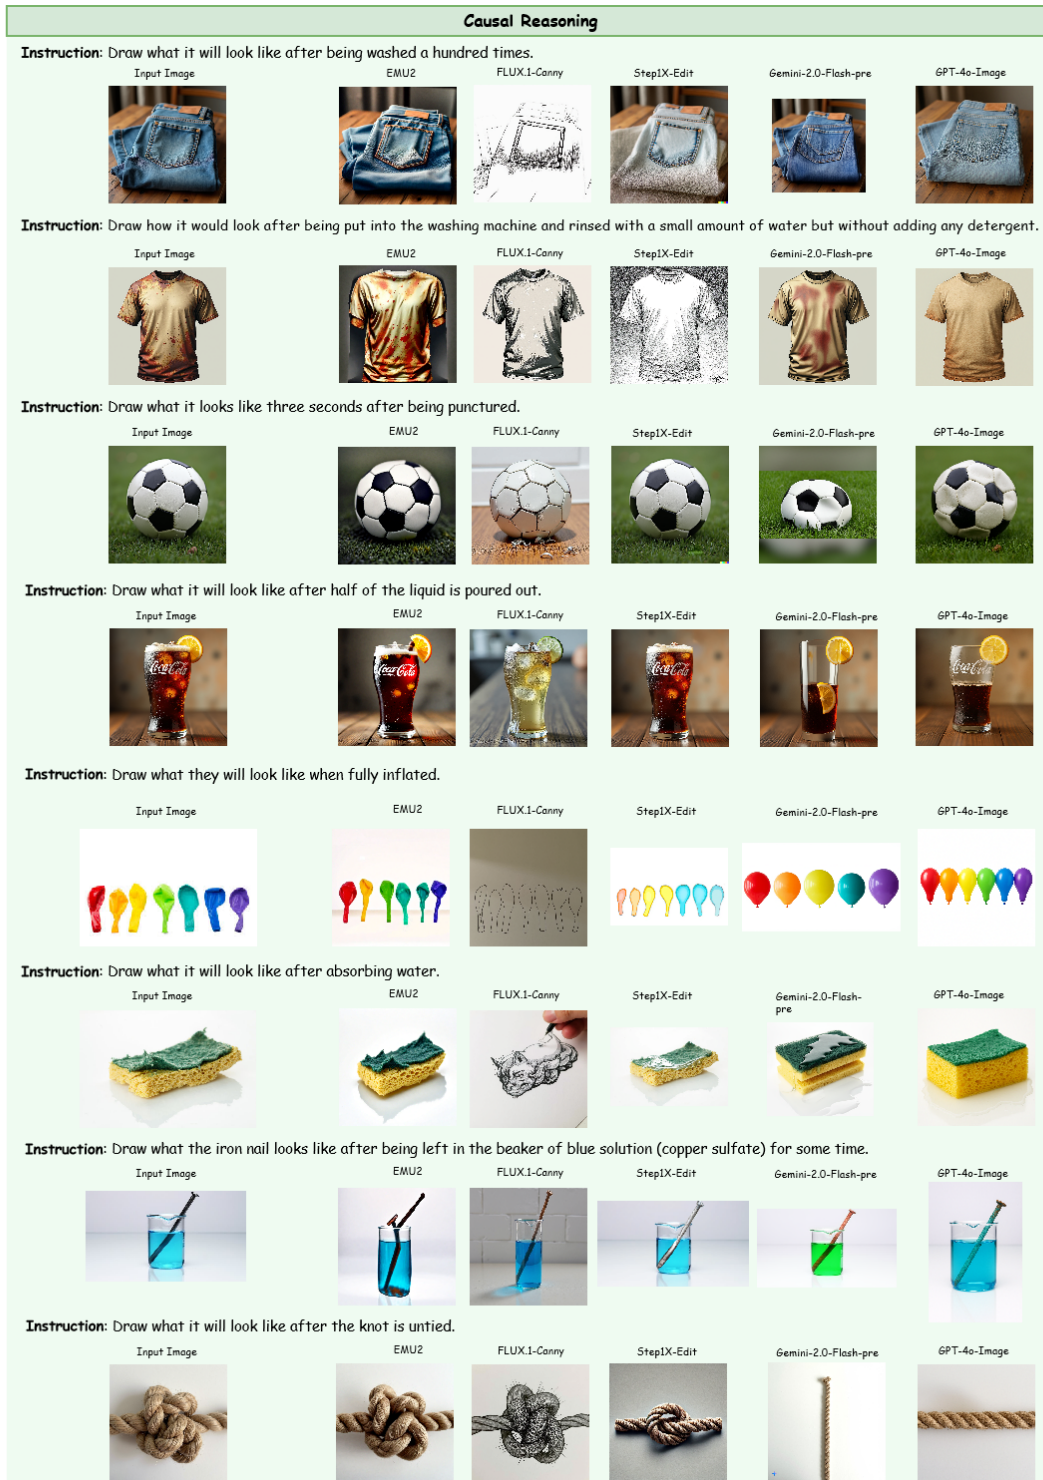 Causal Reasoning
Instruction: Draw what it will look like after being washed a hundred times.
Input Image
EMU2
FLUX.1-Canny
Step1X-Edit
Gemini-2.0-Flash-pre
GPT-4o-Image
Instruction: Draw how it would look after being put into the washing machine and rinsed with a small amount of water but without adding any detergent.
Input Image
EMU2
FLUX.1-Canny
Step1X-Edit
Gemini-2.0-Flash-pre
GPT-4o-Image
Instruction: Draw what it looks like three seconds after being punctured.
Input Image
EMU2
FLUX.1-Canny
Step1X-Edit
Gemini-2.0-Flash-pre
GPT-4o-Image
Instruction: Draw what it will look like after half of the liquid is poured out.
Input Image
EMU2
FLUX.1-Canny
Step1X-Edit
Gemini-2.0-Flash-pre
GPT-4o-Image
Coca-Cola
Coca-Cola
Coca-Cola
Coca-Cola
Instruction: Draw what they will look like when fully inflated.
Input Image
EMU2
FLUX.1-Canny
Step1X-Edit
Gemini-2.0-Flash-pre
GPT-4o-Image
Instruction: Draw what it will look like after absorbing water.
Input Image
EMU2
FLUX.1-Canny
Step1X-Edit
Gemini-2.0-Flash-
pre
GPT-4o-Image
Instruction: Draw what the iron nail looks like after being left in the beaker of blue solution (copper sulfate) for some time.
Input Image
EMU2
FLUX.1-Canny
Step1X-Edit
Gemini-2.0-Flash-pre
GPT-4o-Image
Instruction: Draw what it will look like after the knot is untied.
Input Image
EMU2
FLUX.1-Canny
Step1X-Edit
Gemini-2.0-Flash-pre
GPT-4o-Image